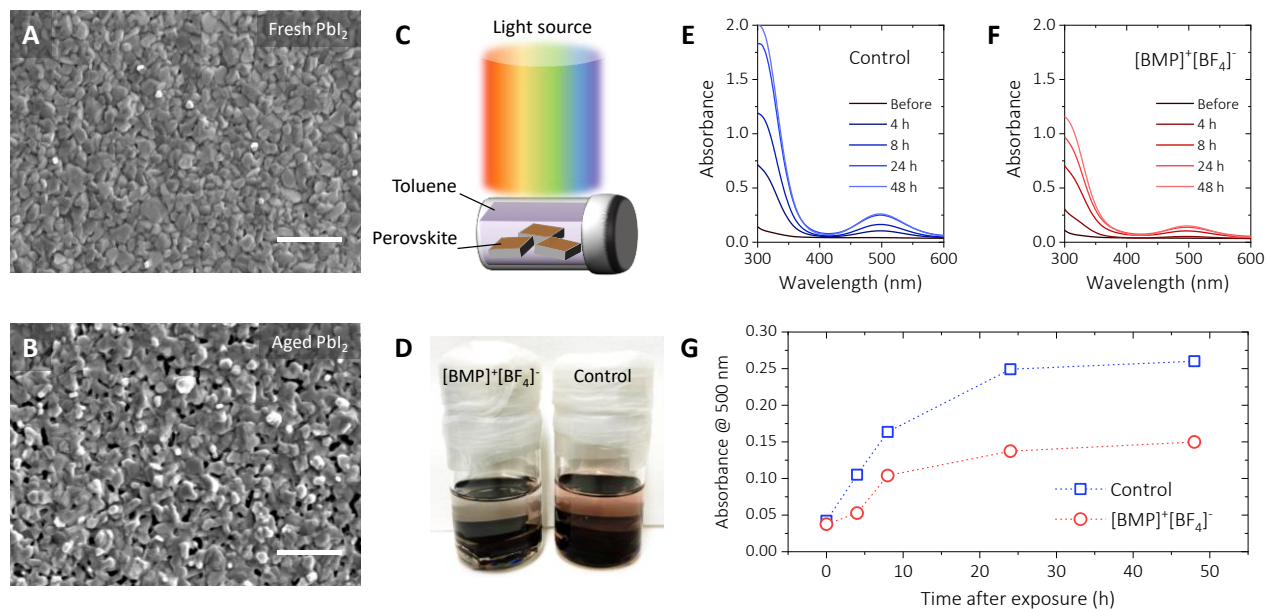 A
Fresh PbI₂
B
Aged PbI₂
C
Light source
Toluene
Perovskite
D
[BMP]⁺[BF₄]⁻
Control
E
2.0
1.5
1.0
0.5
0.0
Absorbance
Control
Before
4 h
8 h
24 h
48 h
300 400 500 600
Wavelength (nm)
F
2.0
1.5
1.0
0.5
0.0
Absorbance
[BMP]⁺[BF₄]⁻
Before
4 h
8 h
24 h
48 h
300 400 500 600
Wavelength (nm)
G
0.30
0.25
0.20
0.15
0.10
0.05
0.00
Absorbance @ 500 nm
Control
[BMP]⁺[BF₄]⁻
0 10 20 30 40 50
Time after exposure (h)